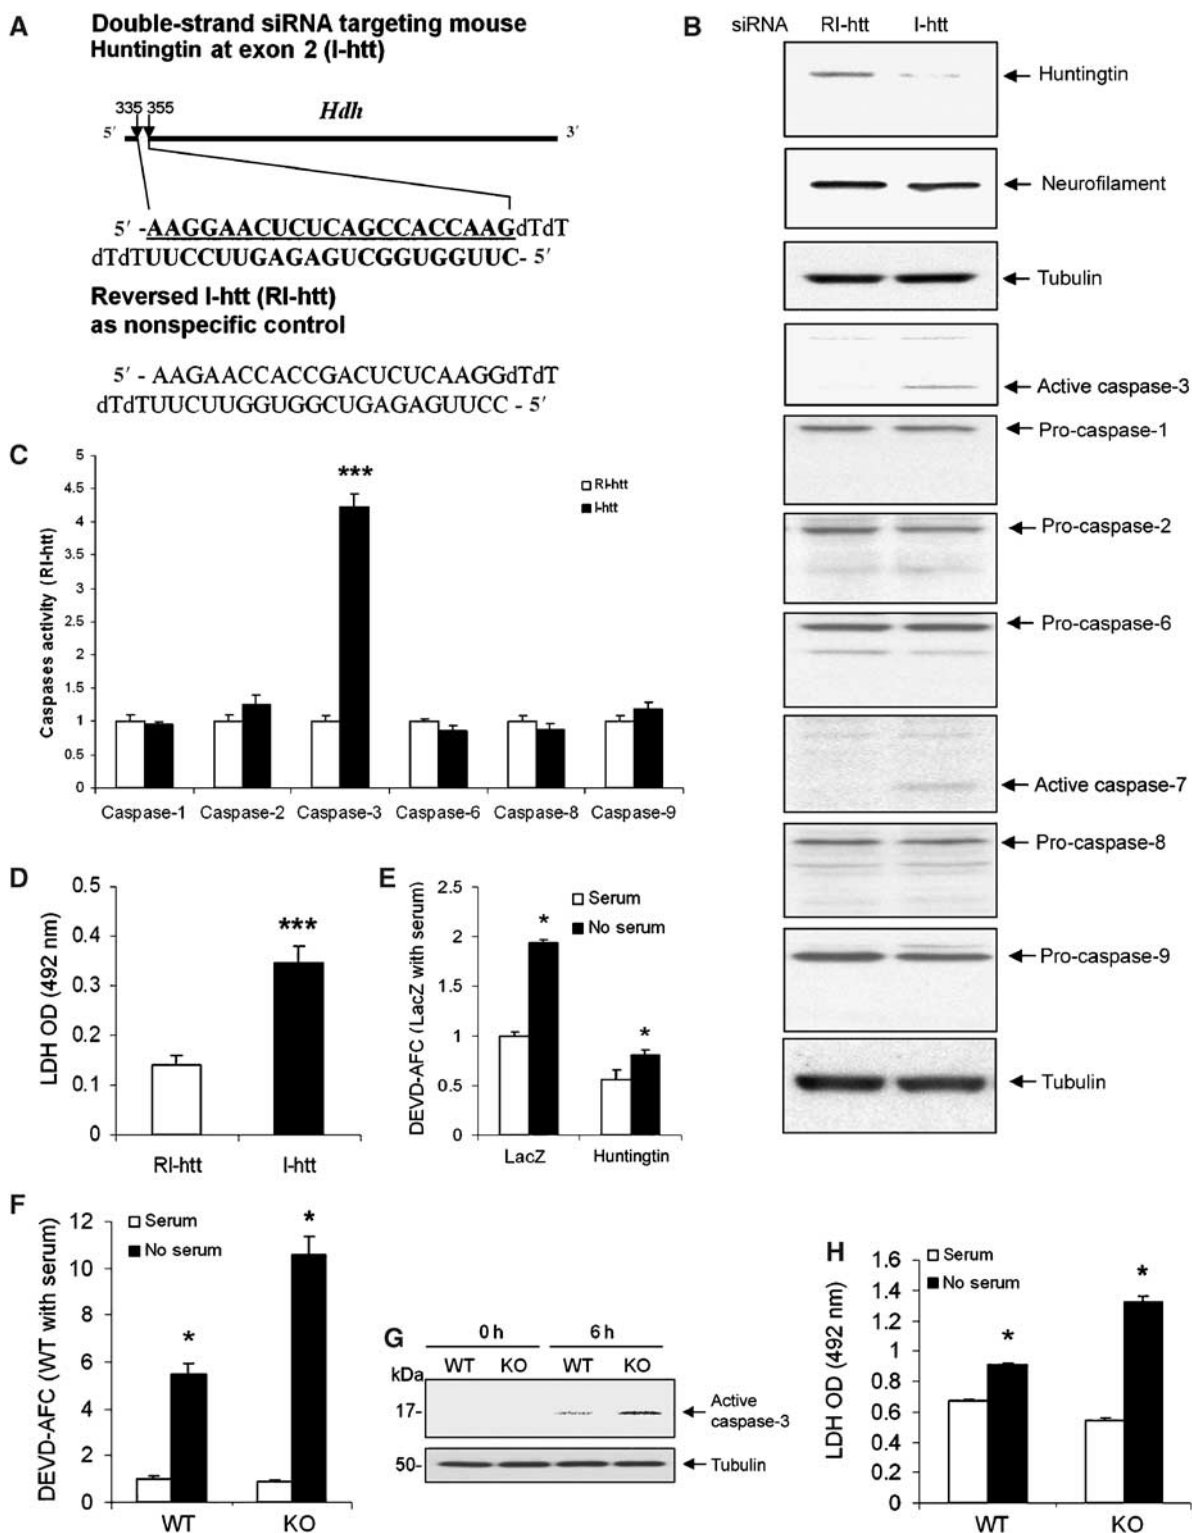 A
Double-strand siRNA targeting mouse
Huntingtin at exon 2 (I-htt)
335 355
Hdh
5′ 3′
5′ -AAGGAACUCUCAGCCACCAAGdTdT
dTdTUUCCUUGAGAGUCGGUGGUUC- 5′
Reversed I-htt (RI-htt)
as nonspecific control
5′ - AAGAACCACCGACUCUCAAGGdTdT
dTdTUUCUUGGUGGCUGAGAGUUCC - 5′
B
siRNA RI-htt I-htt
Huntingtin
Neurofilament
Tubulin
Active caspase-3
Pro-caspase-1
Pro-caspase-2
Pro-caspase-6
Active caspase-7
Pro-caspase-8
Pro-caspase-9
Tubulin
C
Caspases activity (RI-htt)
5
4.5
4
3.5
3
2.5
2
1.5
1
0.5
0
***
RI-htt
I-htt
Caspase-1 Caspase-2 Caspase-3 Caspase-6 Caspase-8 Caspase-9
D
LDH OD (492 nm)
0.5
0.4
0.3
0.2
0.1
0
***
RI-htt I-htt
E
DEVD-AFC (LacZ with serum)
2.5
2
1.5
1
0.5
0
Serum
No serum
*
*
LacZ Huntingtin
F
DEVD-AFC (WT with serum)
12
10
8
6
4
2
0
Serum
No serum
*
*
WT KO
G
0 h 6 h
WT KO WT KO
kDa
17-
Active
caspase-3
50-
Tubulin
H
LDH OD (492 nm)
1.6
1.4
1.2
1
0.8
0.6
0.4
0.2
0
Serum
No serum
*
*
WT KO